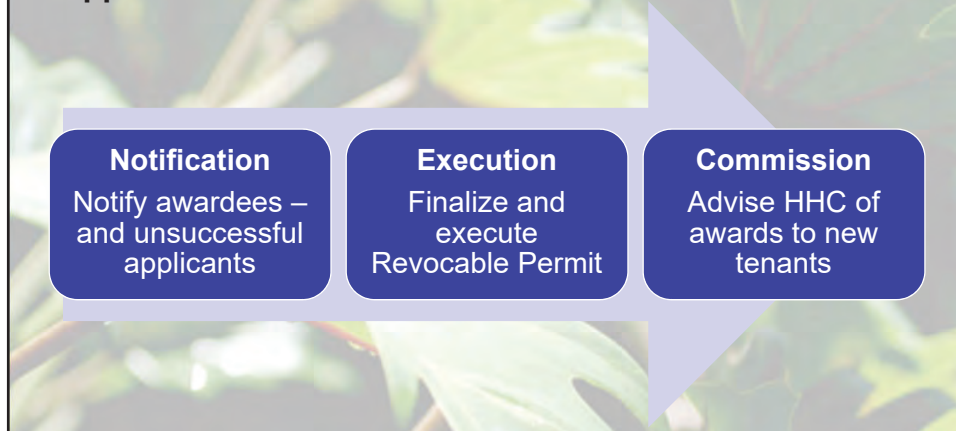 Notification
Notify awardees –
and unsuccessful
applicants
Execution
Finalize and
execute
Revocable Permit
Commission
Advise HHC of
awards to new
tenants